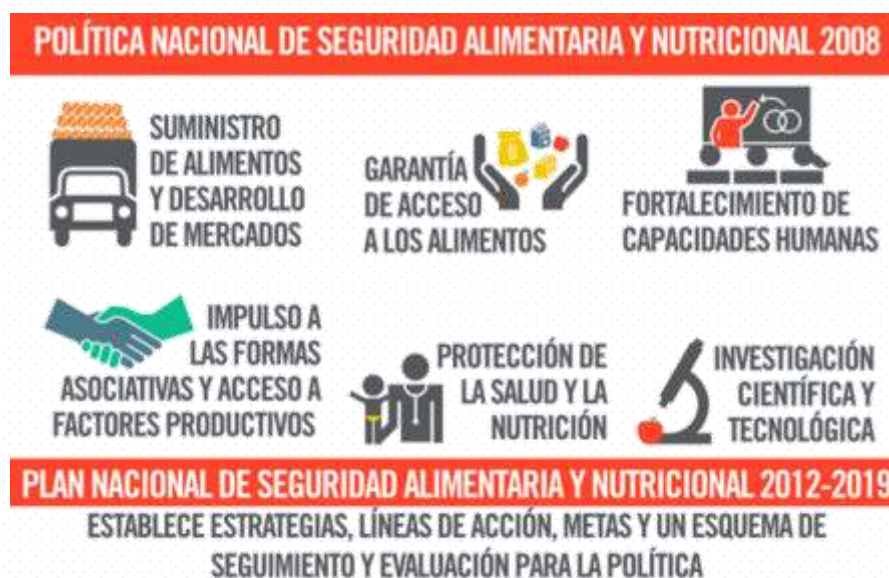 POLÍTICA NACIONAL DE SEGURIDAD ALIMENTARIA Y NUTRICIONAL 2008
SUMINISTRO
DE ALIMENTOS
Y DESARROLLO
DE MERCADOS
GARANTÍA
DE ACCESO
A LOS ALIMENTOS
FORTALECIMIENTO DE
CAPACIDADES HUMANAS
IMPULSO A
LAS FORMAS
ASOCIATIVAS Y ACCESO A
FACTORES PRODUCTIVOS
PROTECCIÓN DE
LA SALUD Y LA
NUTRICIÓN
INVESTIGACIÓN
CIENTÍFICA Y
TECNOLÓGICA
PLAN NACIONAL DE SEGURIDAD ALIMENTARIA Y NUTRICIONAL 2012-2019
ESTABLECE ESTRATEGIAS, LÍNEAS DE ACCIÓN, METAS Y UN ESQUEMA DE
SEGUIMIENTO Y EVALUACIÓN PARA LA POLÍTICA